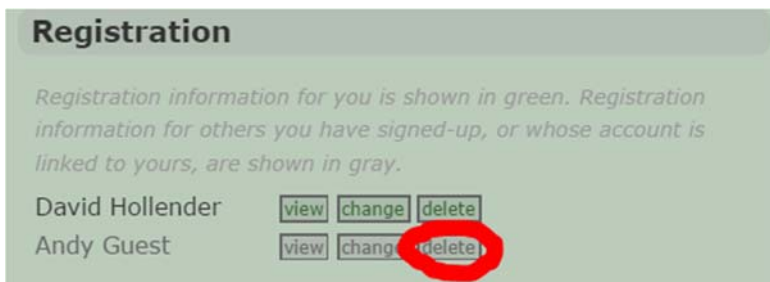 Registration
Registration information for you is shown in green. Registration
information for others you have signed-up, or whose account is
linked to yours, are shown in gray.
David Hollender view change delete
Andy Guest view change delete